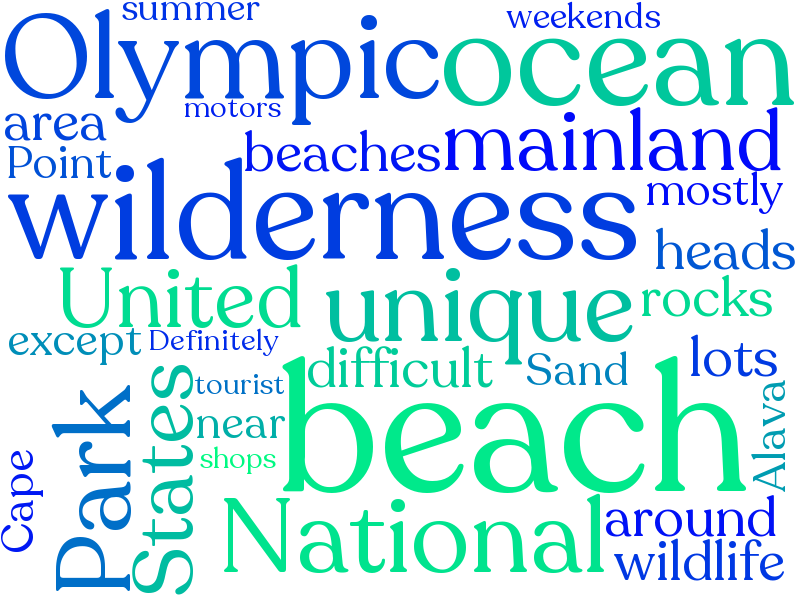 summer
weekends
Olympic
ocean
motors
area
Point
beaches
mainland
wilderness
mostly
heads
United
unique
rocks
except
Definitely
difficult
Sand
lots
tourist
near
shops
beach
Alava
Park
States
Cape
National
around
wildlife